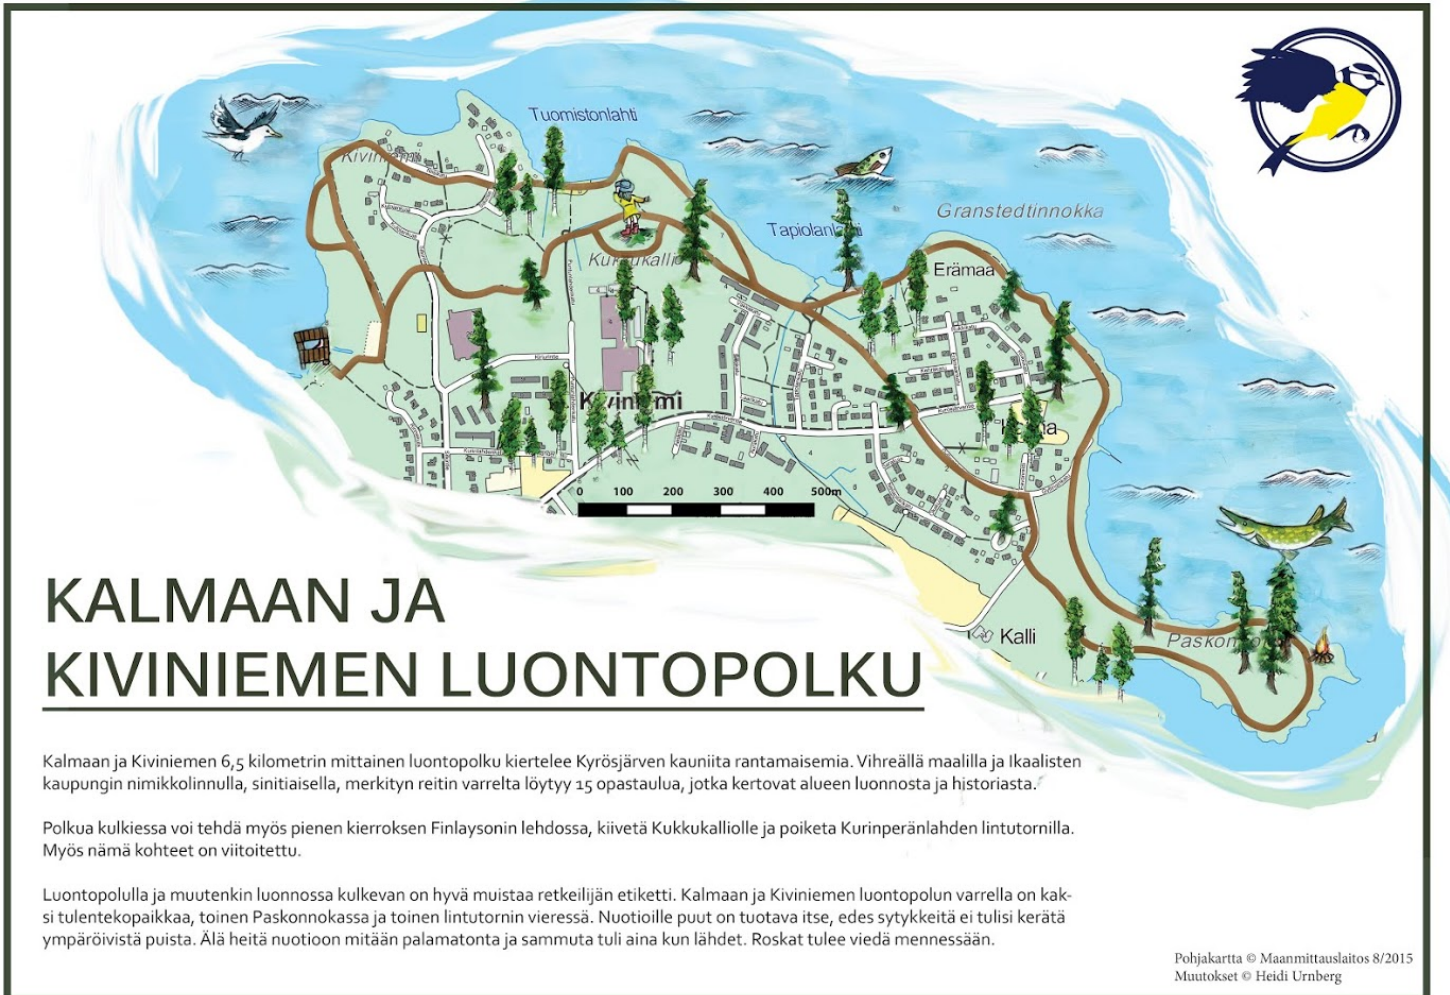 Tuomistonlahti
Kiviniemi
Granstedtinnokka
Erämaa
Kiviniemi
0 100 200 300 400 500m
Kalli
KALMAAN JA
KIVINIEMEN LUONTOPOLKU
Kalmaan ja Kiviniemen 6,5 kilometrin mittainen luontopolku kiertelee Kyrösjärven kauniita rantamaisemia. Vihreällä maalilla ja Ikaalisten
kaupungin nimikkolinnulla, sinitiaisella, merkityn reitin varrelta löytyy 15 opastaulua, jotka kertovat alueen luonnosta ja historiasta.
Polkua kulkiessa voi tehdä myös pienen kierroksen Finlaysonin lehdossa, kiivetä Kukkukalliolle ja poiketa Kurinperänlahden lintutornilla.
Myös nämä kohteet on viitoitettu.
Luontopolulla ja muutenkin luonnossa kulkevan on hyvä muistaa retkeilijän etiketti. Kalmaan ja Kiviniemen luontopolun varrella on kak-
si tulentekopaikkaa, toinen Paskonnokassa ja toinen lintutornin vieressä. Nuotioille puut on tuotava itse, edes sytykkeitä ei tulisi kerätä
ympäröivistä puista. Älä heitä nuotioon mitään palamatonta ja sammuta tuli aina kun lähdet. Roskat tulee viedä mennessään.
Pohjakartta © Maanmittauslaitos 8/2015
Muutokset © Heidi Urnberg